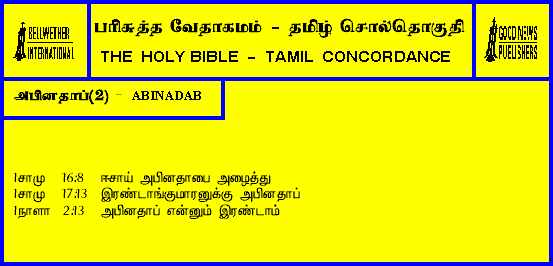 BELLWETHER
INTERNATIONAL
பரிசுத்த வேதாகமம் - தமிழ் சொல்தொகுதி
THE HOLY BIBLE - TAMIL CONCORDANCE
GOOD NEWS
PUBLISHERS
அபினதாப்(2) - ABINADAB
1சாமு 16:8 ஈசாய் அபினதாபை அழைத்து
1சாமு 17:13 இரண்டாங்குமாரனுக்கு அபினதாப்
1நாளா 2:13 அபினதாப் என்னும் இரண்டாம்